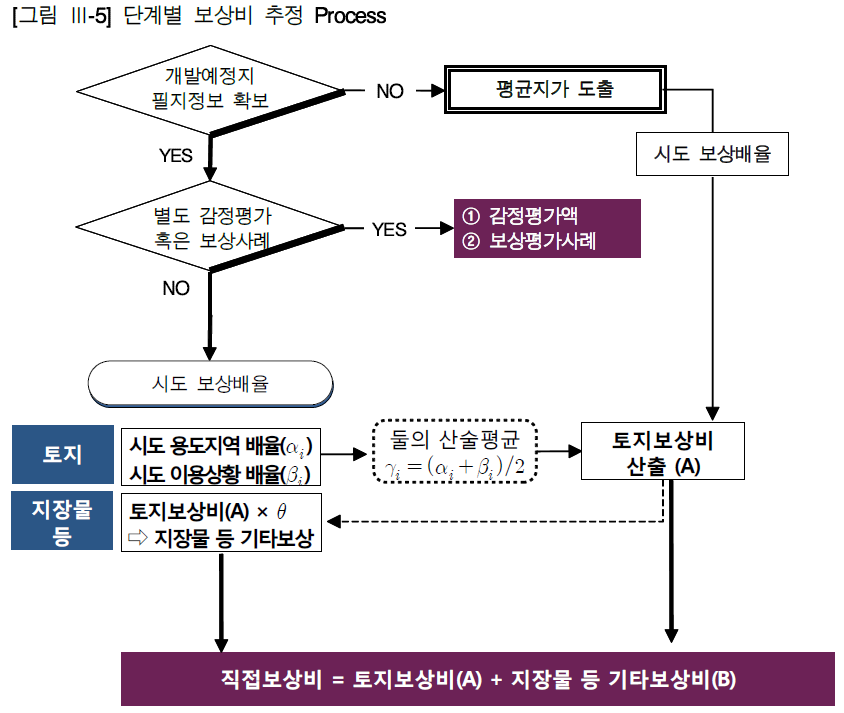 [그림 Ⅲ-5] 단계별 보상비 추정 Process
개발예정지
필지정보 확보
NO
평균지가 도출
시도 보상배율
YES
별도 감정평가
혹은 보상사례
YES
① 감정평가액
② 보상평가사례
NO
시도 보상배율
토지
시도 용도지역 배율(αᵢ)
시도 이용상황 배율(βᵢ)
둘의 산술평균
γᵢ = (αᵢ + βᵢ)/2
토지보상비
산출 (A)
지장물
등
토지보상비(A) × θ
⇨ 지장물 등 기타보상
직접보상비 = 토지보상비(A) + 지장물 등 기타보상비(B)